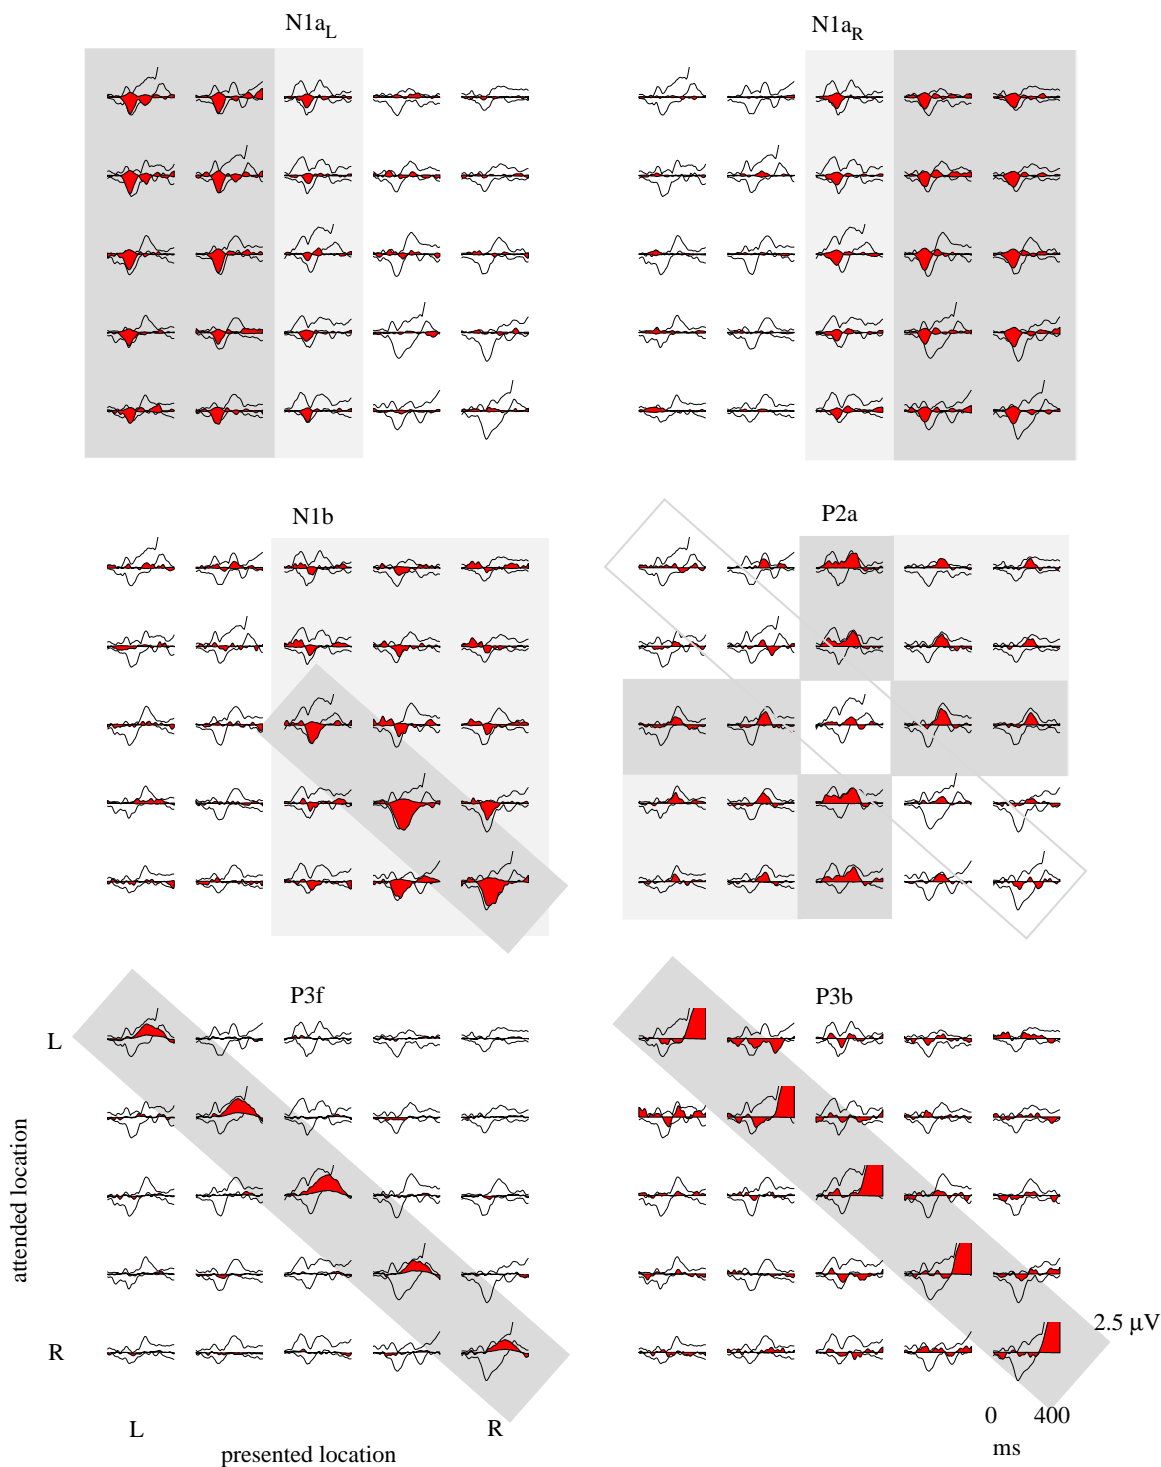 N1aL
N1aR
N1b
P2a
P3f
P3b
L
R
attended location
2.5 µV
L
R
presented location
0 400
ms